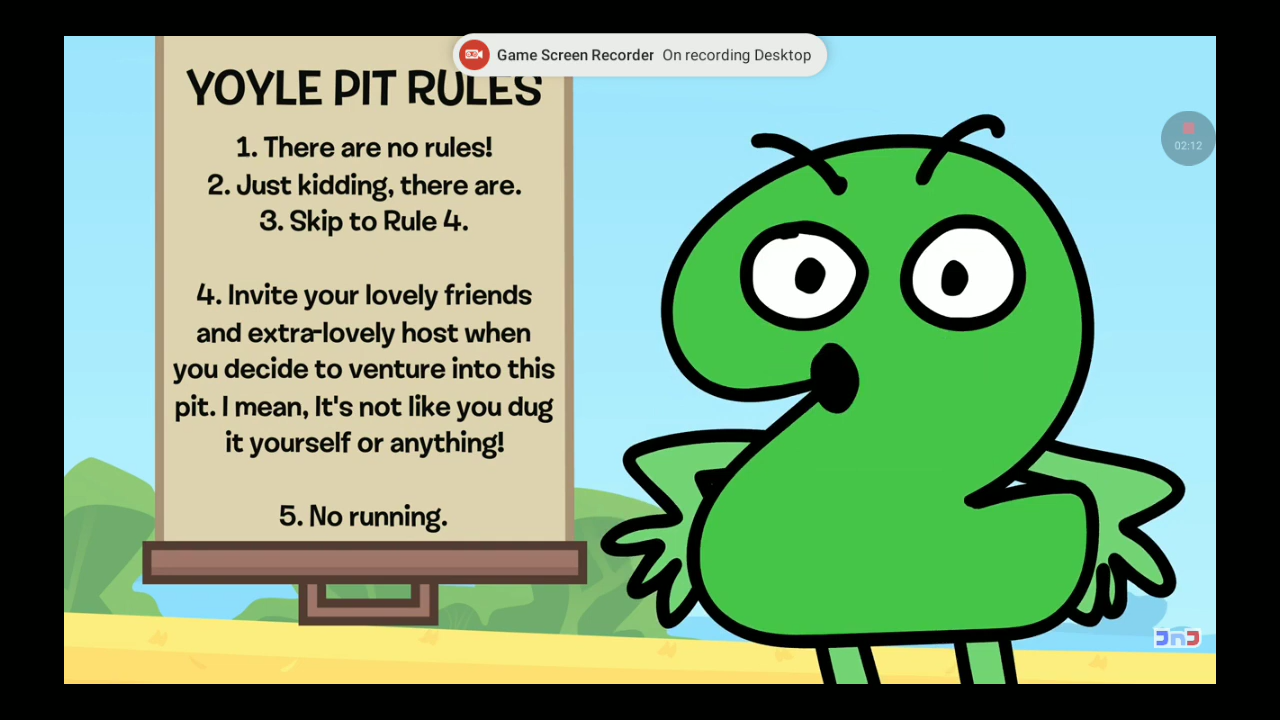 Game Screen Recorder On recording Desktop
YOYLE PIT RULES
1. There are no rules!
2. Just kidding, there are.
3. Skip to Rule 4.
4. Invite your lovely friends
and extra-lovely host when
you decide to venture into this
pit. I mean, It's not like you dug
it yourself or anything!
5. No running.
02:12
JnJ